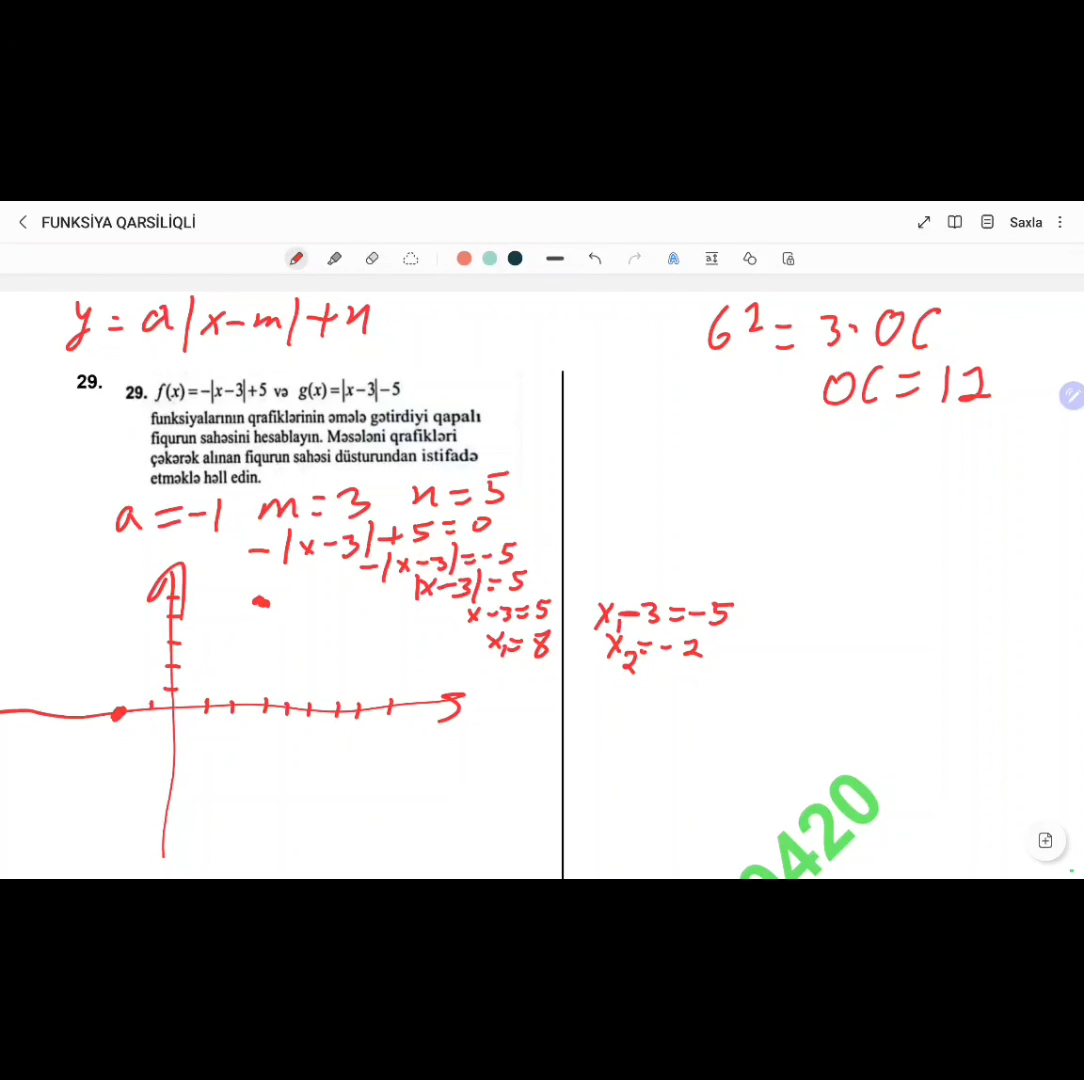 FUNKSİYA QARSİLİQLİ
Saxla
y = a|x-m|+n
6² = 3·OC
OC = 12
29.
29. f(x)=-|x-3|+5 və g(x)=|x-3|-5
funksiyalarının qrafiklərinin əmələ gətirdiyi qapalı
fiqurun sahəsini hesablayın. Məsələni qrafikləri
çəkərək alınan fiqurun sahəsi düsturundan istifadə
etməklə həll edin.
a = -1 m = 3 n = 5
-|x-3|+5=0
-|x-3|=-5
|x-3|=5
x-3=5
x₁=8
x₁-3=-5
x₂=-2
0420